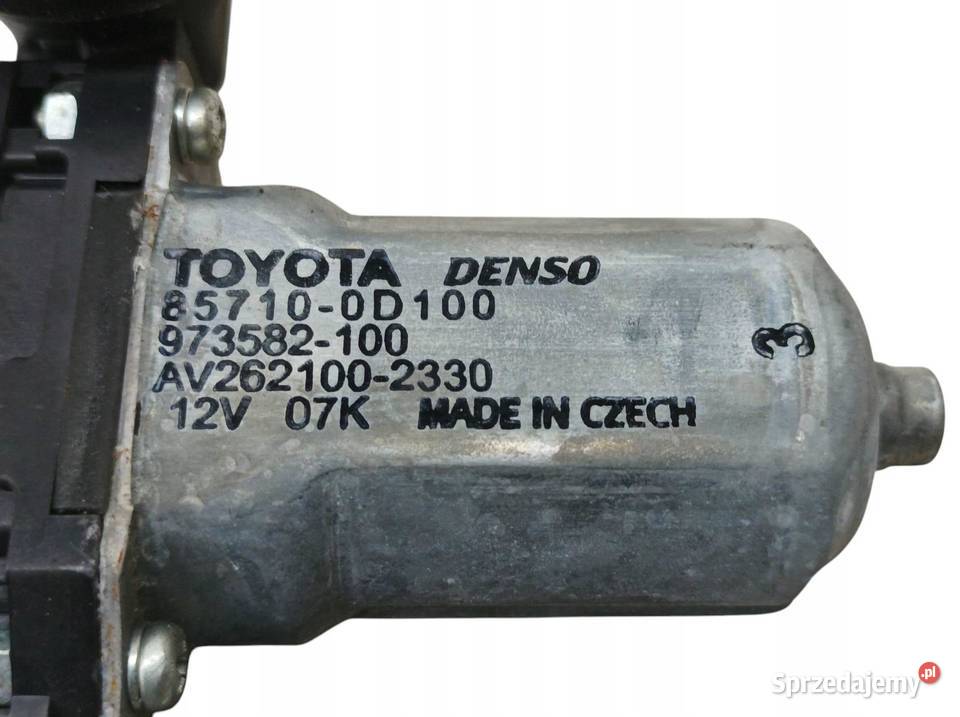 TOYOTA DENSO
85710-0D100
973582-100
AV262100-2330
12V 07K MADE IN CZECH
3
Sprzedajemy.pl